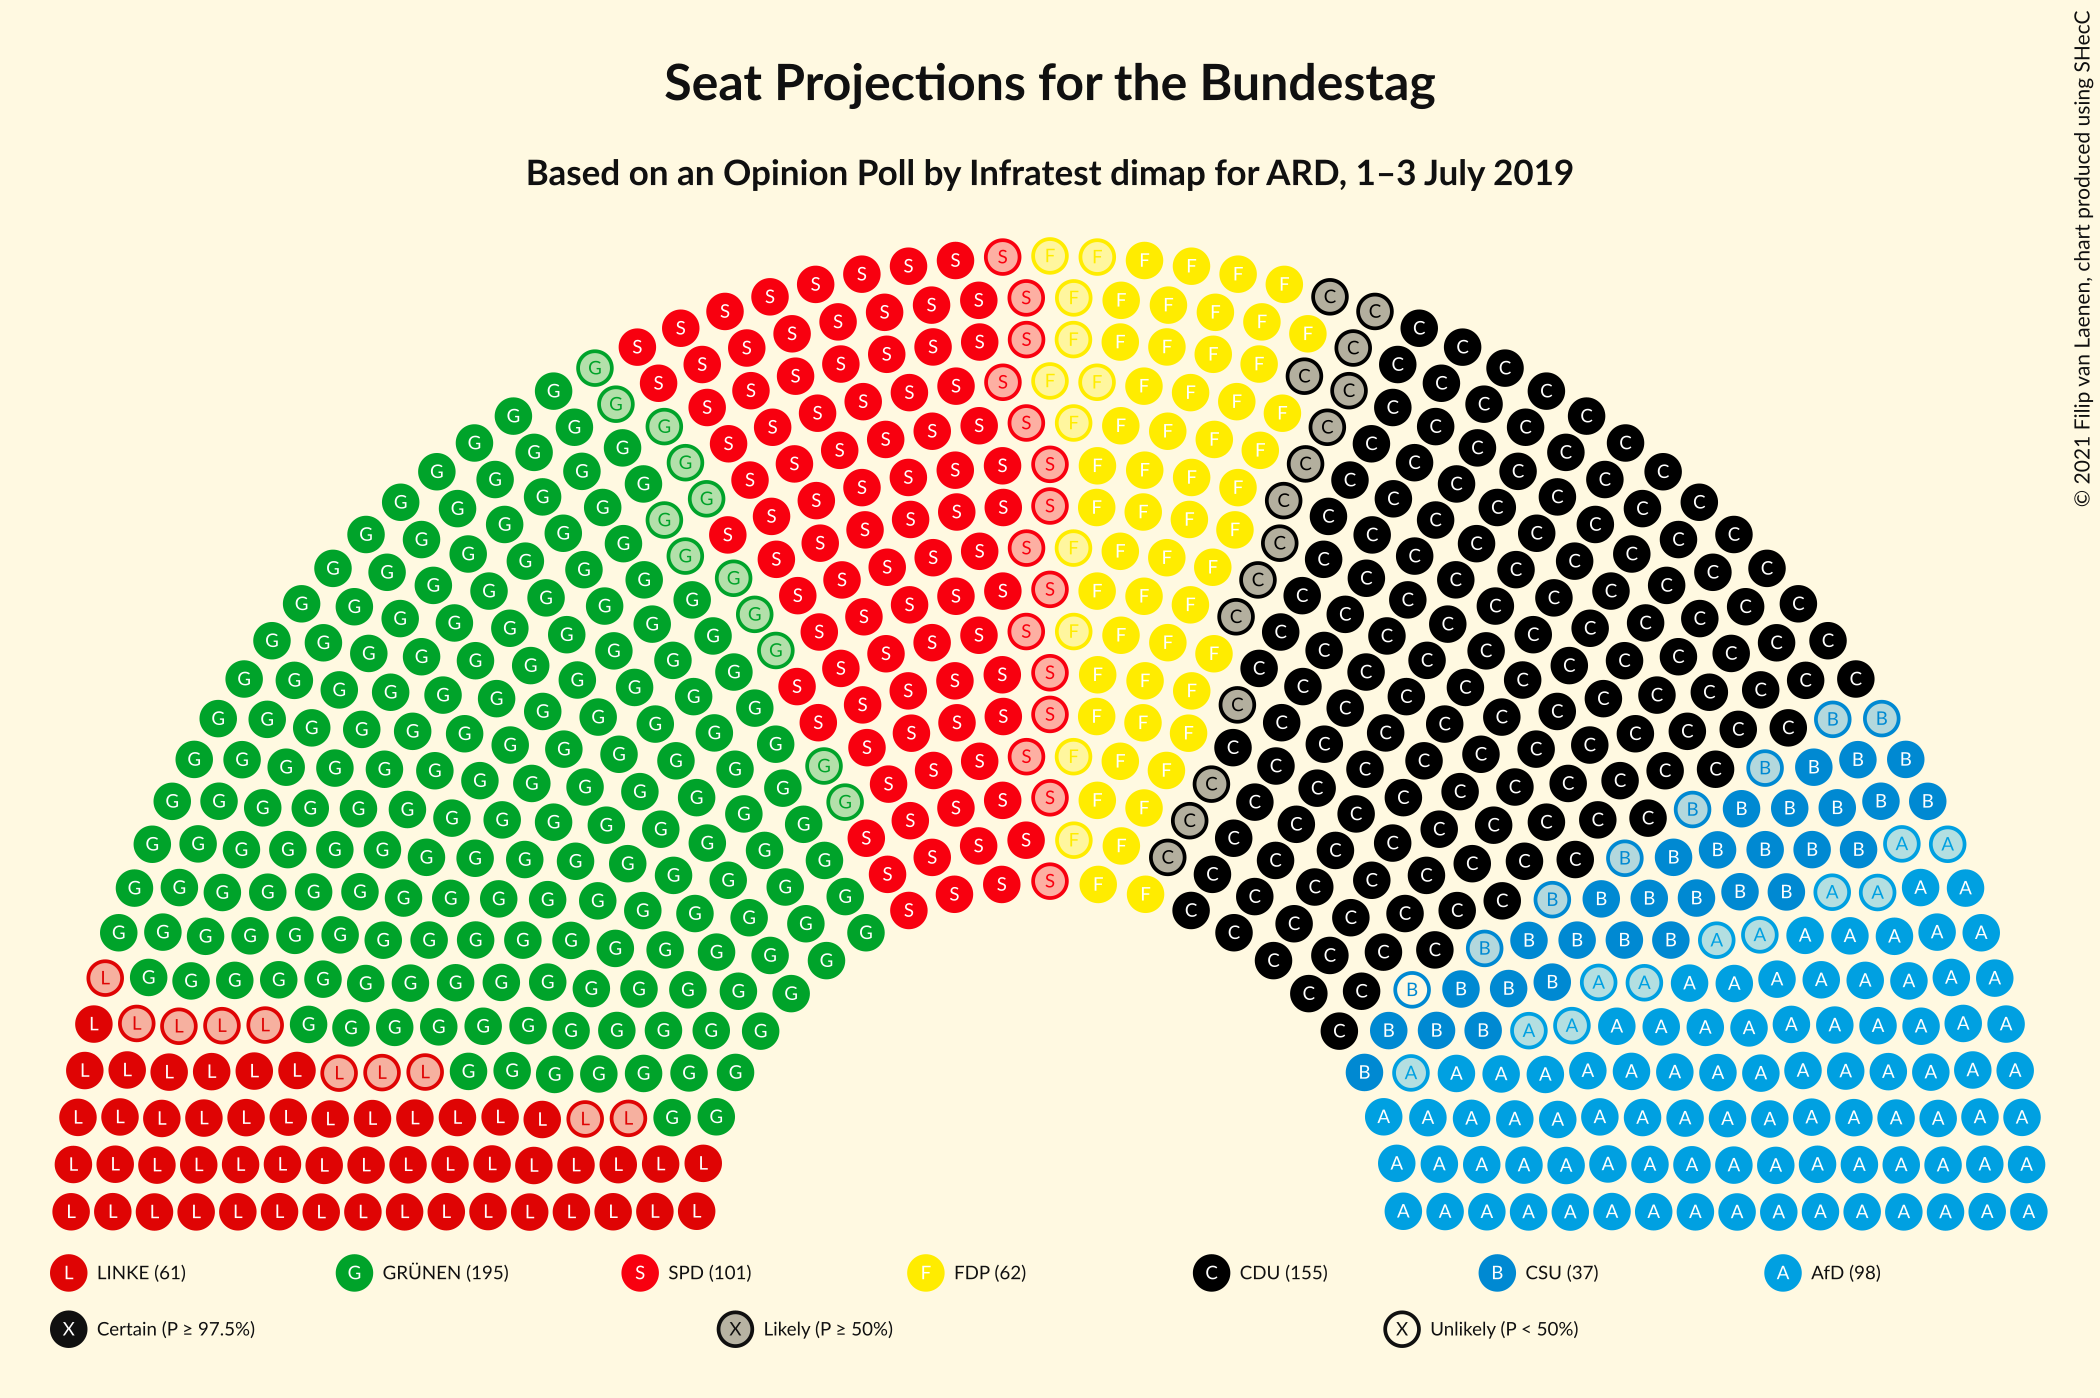 Seat Projections for the Bundestag
Based on an Opinion Poll by Infratest dimap for ARD, 1–3 July 2019
© 2021 Filip van Laenen, chart produced using SHecC
L LINKE (61) G GRÜNEN (195) S SPD (101) F FDP (62) C CDU (155) B CSU (37) A AfD (98)
X Certain (P ≥ 97.5%) X Likely (P ≥ 50%) X Unlikely (P < 50%)